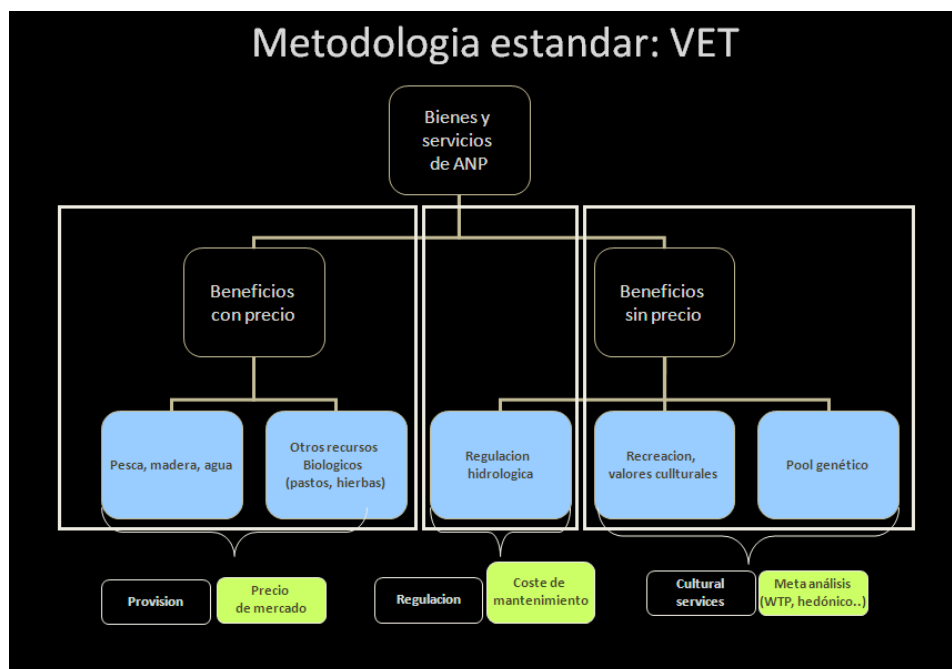 Metodologia estandar: VET
Bienes y
servicios
de ANP
Beneficios
con precio
Beneficios
sin precio
Pesca, madera, agua
Otros recursos
Biologicos
(pastos, hierbas)
Regulacion
hidrologica
Recreacion,
valores culturales
Pool genético
Provision
Precio
de mercado
Regulacion
Coste de
mantenimiento
Cultural
services
Meta análisis
(WTP, hedónico..)